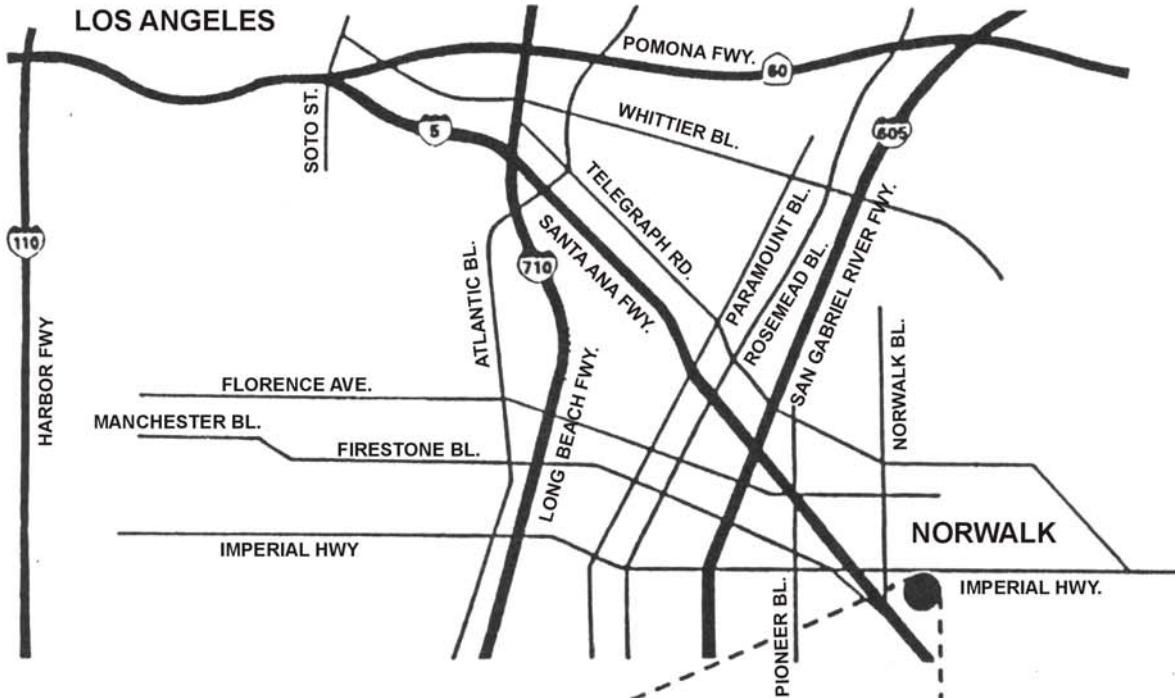 LOS ANGELES
POMONA FWY.
60
SOTO ST.
5
WHITTIER BL.
605
TELEGRAPH RD.
110
SANTA ANA FWY.
710
PARAMOUNT BL.
ROSEMEAD BL.
SAN GABRIEL RIVER FWY.
ATLANTIC BL.
HARBOR FWY
NORWALK BL.
FLORENCE AVE.
MANCHESTER BL.
FIRESTONE BL.
LONG BEACH FWY.
NORWALK
IMPERIAL HWY
IMPERIAL HWY.
PIONEER BL.